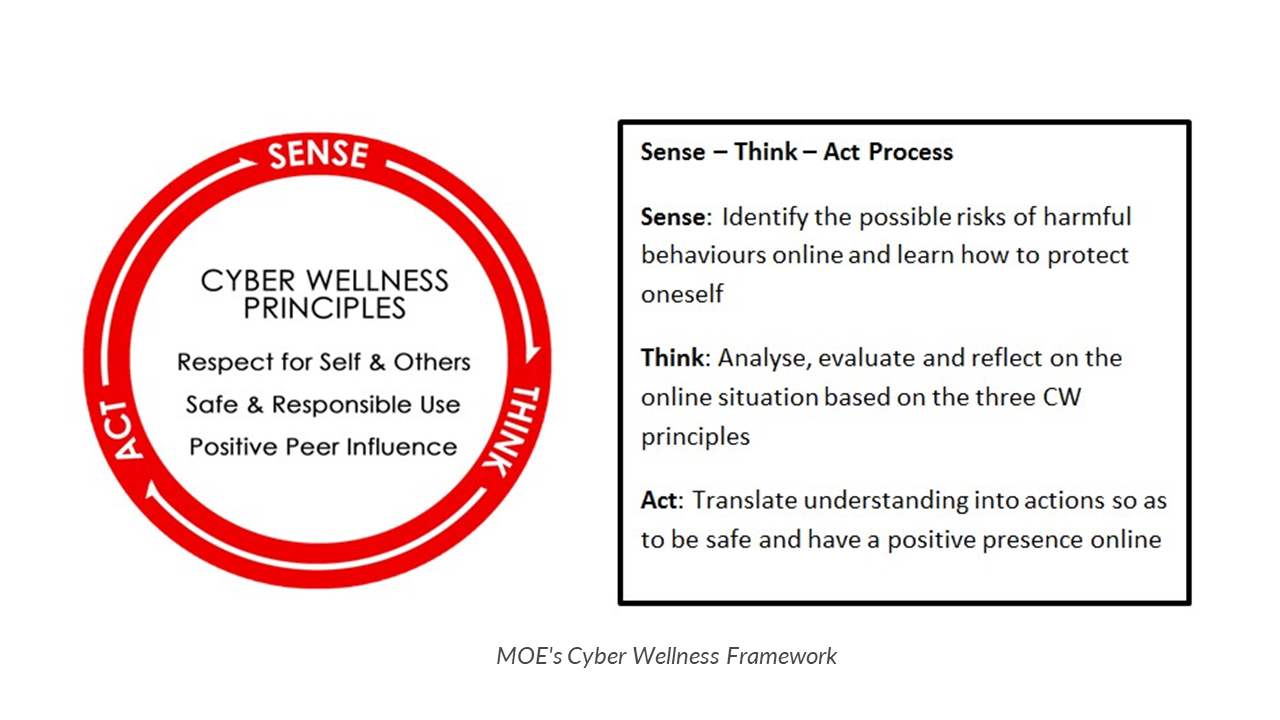 SENSE
THINK
ACT
CYBER WELLNESS
PRINCIPLES
Respect for Self & Others
Safe & Responsible Use
Positive Peer Influence
Sense – Think – Act Process
Sense: Identify the possible risks of harmful
behaviours online and learn how to protect
oneself
Think: Analyse, evaluate and reflect on the
online situation based on the three CW
principles
Act: Translate understanding into actions so as
to be safe and have a positive presence online
MOE's Cyber Wellness Framework